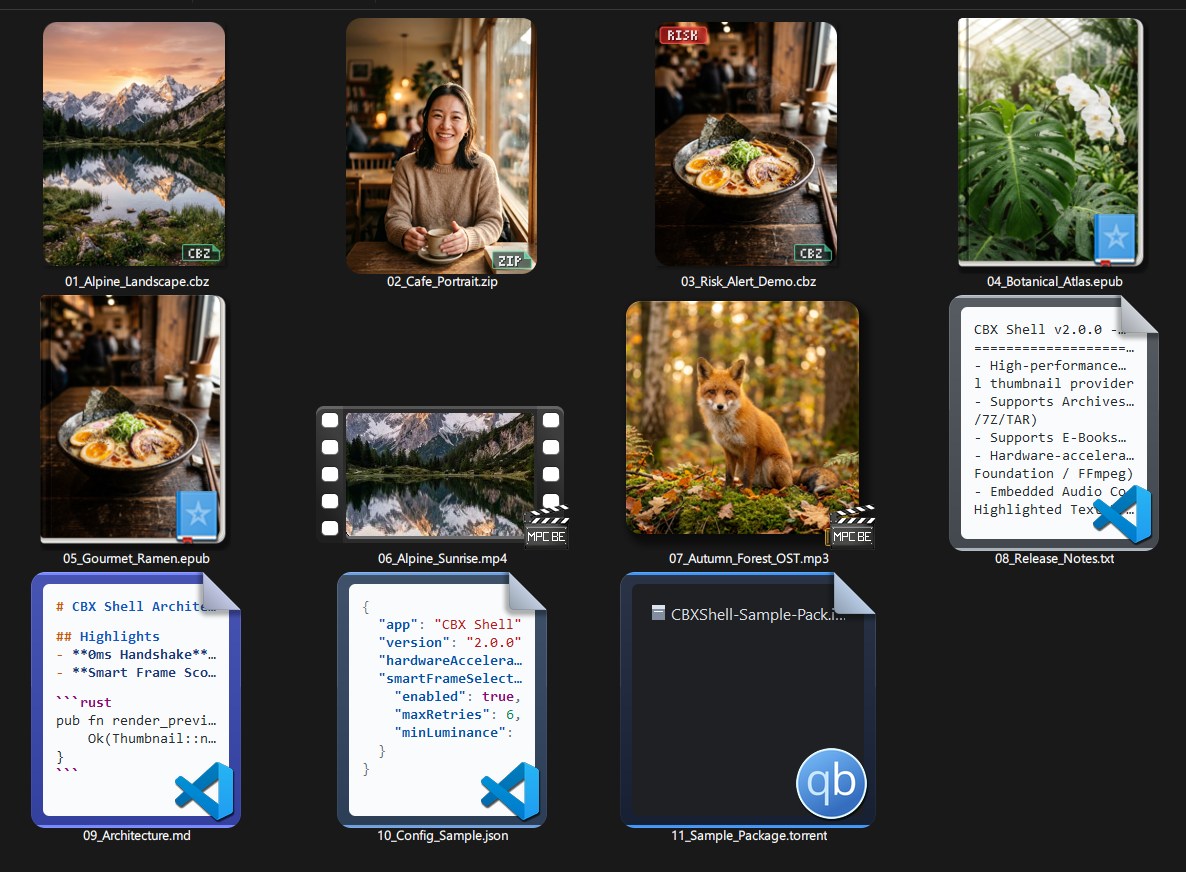 RISK
CBZ
ZIP
CBZ
01_Alpine_Landscape.cbz
02_Cafe_Portrait.zip
03_Risk_Alert_Demo.cbz
04_Botanical_Atlas.epub
MPC BE
MPC BE
CBX Shell v2.0.0 -…
====================…
- High-performance…
l thumbnail provider
- Supports Archives…
/7Z/TAR)
- Supports E-Books…
- Hardware-accelera…
Foundation / FFmpeg)
- Embedded Audio Co
Highlighted Tex
05_Gourmet_Ramen.epub
06_Alpine_Sunrise.mp4
07_Autumn_Forest_OST.mp3
08_Release_Notes.txt
# CBX Shell Archite…
## Highlights
- **0ms Handshake**…
- **Smart Frame Sco…
```rust
pub fn render_previ…
Ok(Thumbnail::n…
}
```
{
"app": "CBX Shell"
"version": "2.0.0"
"hardwareAccelera…
"smartFrameSelect…
"enabled": true,
"maxRetries": 6,
"minLuminance":
}
}
CBXShell-Sample-Pack.i…
qb
09_Architecture.md
10_Config_Sample.json
11_Sample_Package.torrent